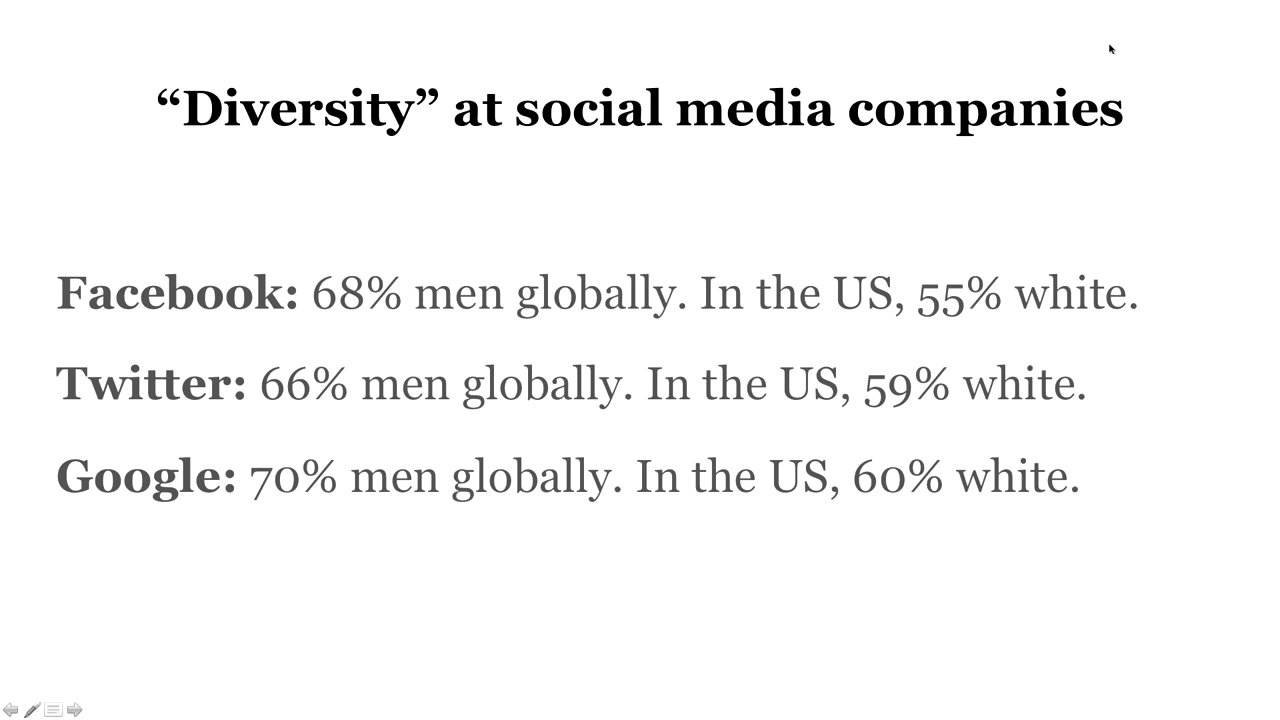 “Diversity” at social media companies
Facebook: 68% men globally. In the US, 55% white.
Twitter: 66% men globally. In the US, 59% white.
Google: 70% men globally. In the US, 60% white.